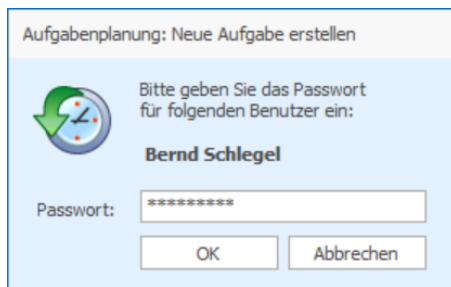 Aufgabenplanung: Neue Aufgabe erstellen
Bitte geben Sie das Passwort
für folgenden Benutzer ein:
Bernd Schlegel
Passwort: *********
OK Abbrechen